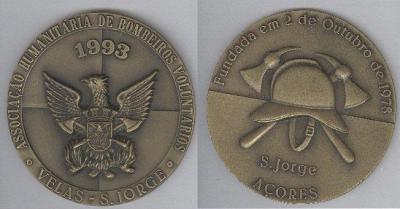 ASSOCIAÇÃO HUMANITÁRIA DE BOMBEIROS VOLUNTÁRIOS
1993
• VELAS - S. JORGE •
Fundada em 2 de Outubro de 1978
S. Jorge
AÇORES